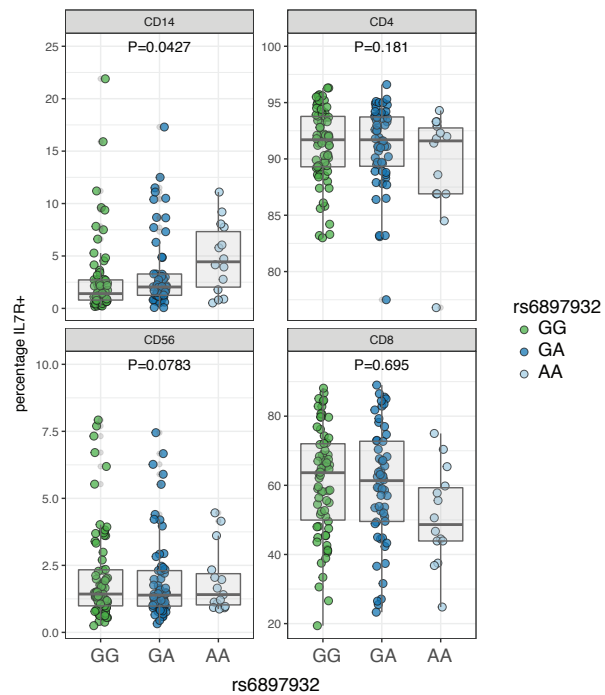 CD14
CD4
P=0.0427
P=0.181
25
20
15
10
5
0
100
95
90
85
80
percentage IL7R+
CD56
CD8
P=0.0783
P=0.695
10.0
7.5
5.0
2.5
0.0
80
60
40
20
GG GA AA
GG GA AA
rs6897932
rs6897932
GG
GA
AA